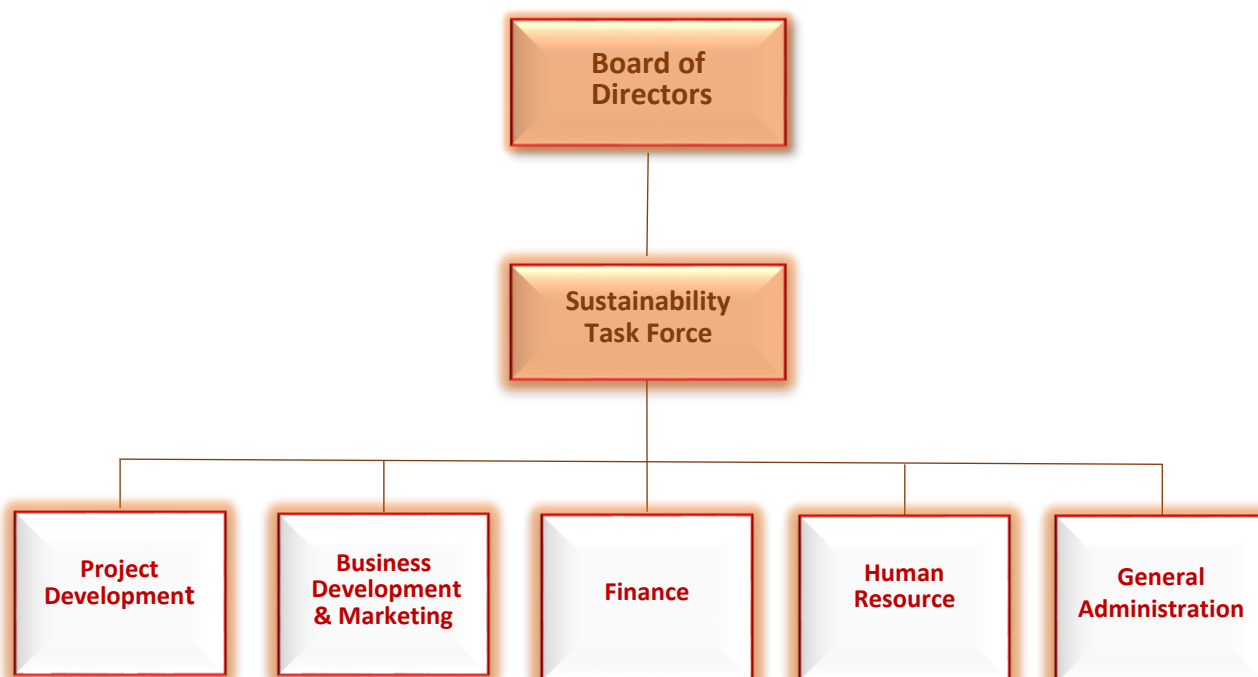 Board of
Directors
Sustainability
Task Force
Project
Development
Business
Development
& Marketing
Finance
Human
Resource
General
Administration